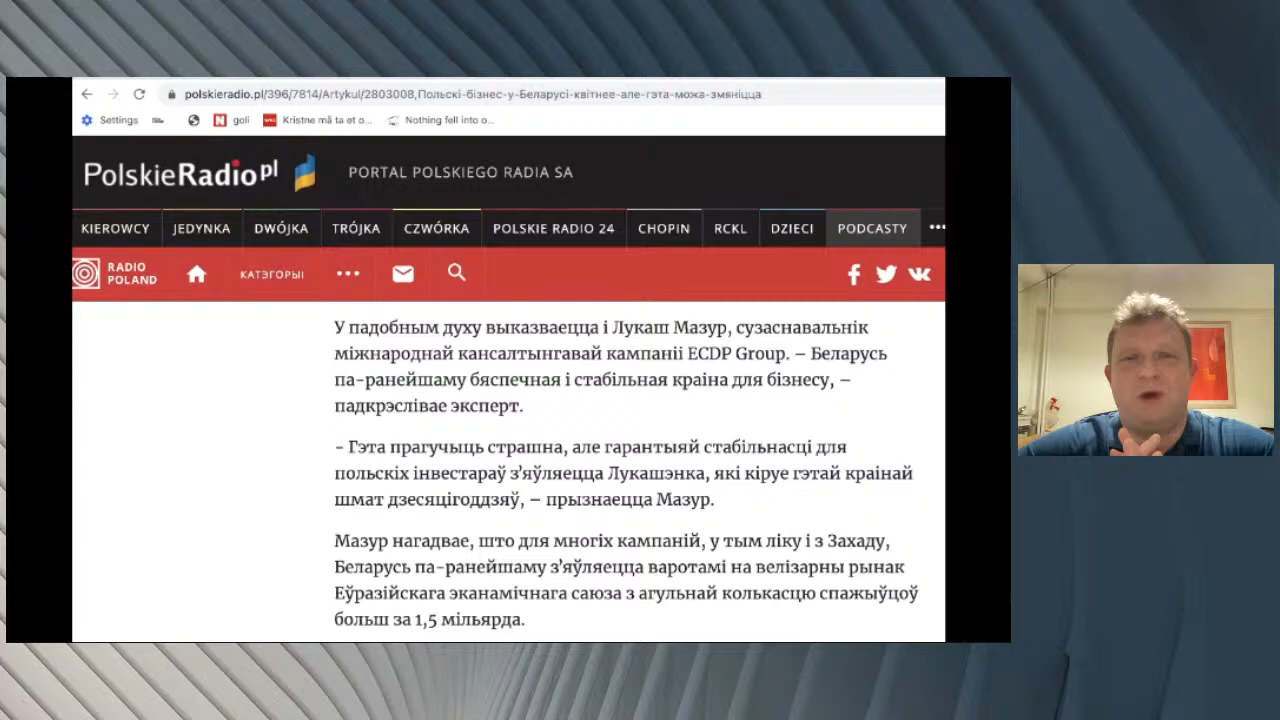 polskieradio.pl/396/7814/Artykul/2803008,Польскі-бізнес-у-Беларусі-квітнее-але-гэта-можа-змяніцца
Settings goli Kristne må ta et o... Nothing fell into o...
PolskieRadio.pl PORTAL POLSKIEGO RADIA SA
KIEROWCY JEDYNKA DWÓJKA TRÓJKA CZWÓRKA POLSKIE RADIO 24 CHOPIN RCKL DZIECI PODCASTY ...
RADIO POLAND КАТЭГОРЫІ ...
У падобным духу выказваецца і Лукаш Мазур, сузаснавальнік
міжнароднай кансалтынгавай кампаніі ECDP Group. – Беларусь
па-ранейшаму бяспечная і стабільная краіна для бізнесу, –
падкрэслівае эксперт.
- Гэта прагучыць страшна, але гарантыяй стабільнасці для
польскіх інвестараў з’яўляецца Лукашэнка, які кіруе гэтай краінай
шмат дзесяцігоддзяў, – прызнаецца Мазур.
Мазур нагадвае, што для многіх кампаній, у тым ліку і з Захаду,
Беларусь па-ранейшаму з’яўляецца варотамі на велізарны рынак
Еўразійскага эканамічнага саюза з агульнай колькасцю спажыўцоў
больш за 1,5 мільярда.